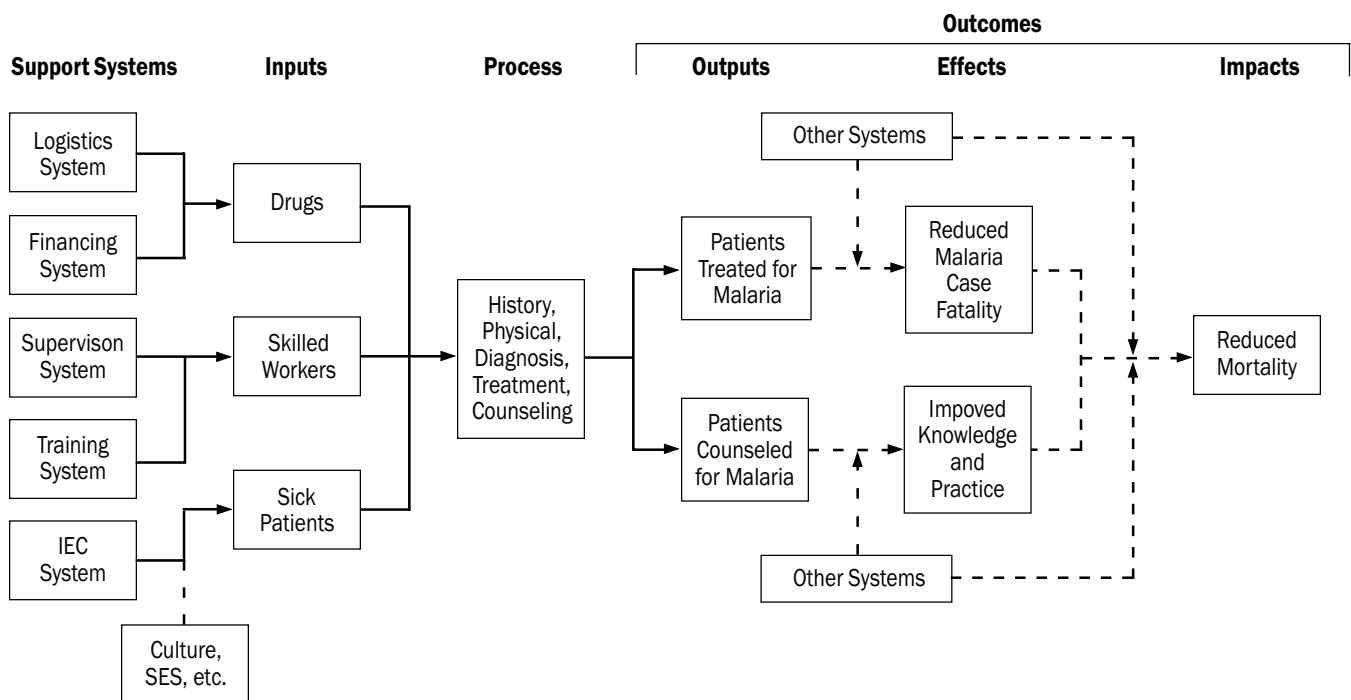 Outcomes
Support Systems
Inputs
Process
Outputs
Effects
Impacts
Logistics
System
Financing
System
Supervison
System
Training
System
IEC
System
Culture,
SES, etc.
Drugs
Skilled
Workers
Sick
Patients
History,
Physical,
Diagnosis,
Treatment,
Counseling
Other Systems
Patients
Treated for
Malaria
Reduced
Malaria
Case
Fatality
Patients
Counseled
for Malaria
Impoved
Knowledge
and
Practice
Other Systems
Reduced
Mortality